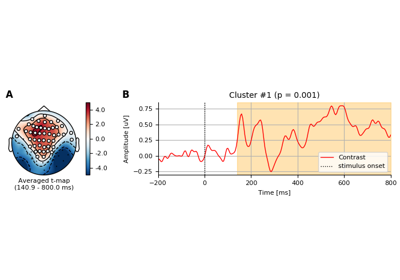 A
B
Cluster #1 (p = 0.001)
4.0
2.0
0.0
-2.0
-4.0
Averaged t-map
(140.9 - 800.0 ms)
Amplitude [uV]
0.75
0.50
0.25
0.00
−0.25
−200
0
200
400
600
800
Time [ms]
Contrast
stimulus onset